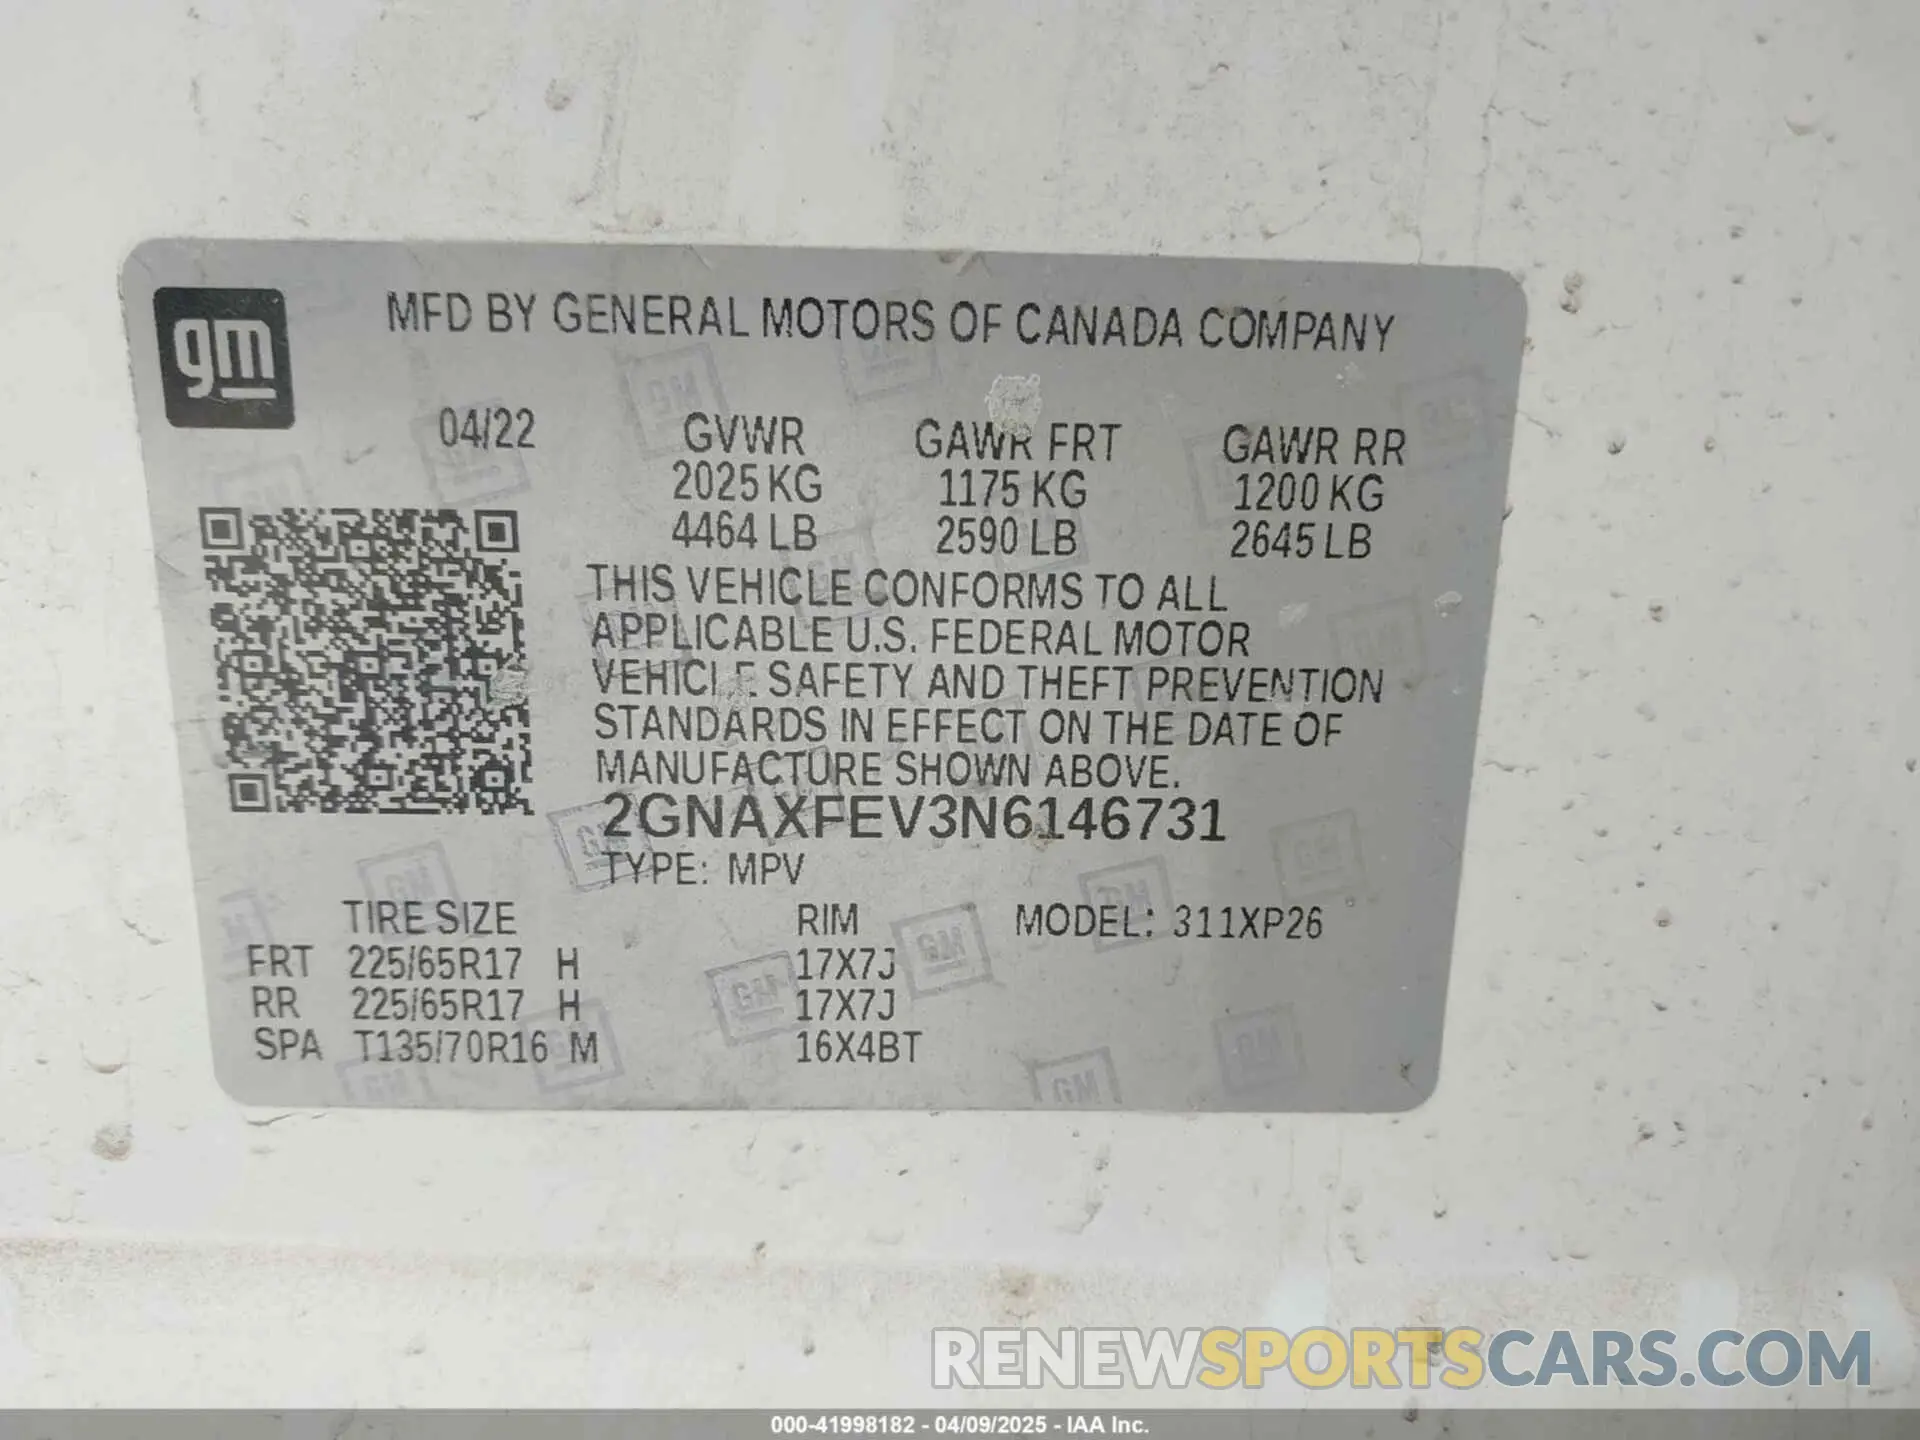 gm
MFD BY GENERAL MOTORS OF CANADA COMPANY
04/22 GVWR GAWR FRT GAWR RR
2025 KG 1175 KG 1200 KG
4464 LB 2590 LB 2645 LB
THIS VEHICLE CONFORMS TO ALL
APPLICABLE U.S. FEDERAL MOTOR
VEHICLE SAFETY AND THEFT PREVENTION
STANDARDS IN EFFECT ON THE DATE OF
MANUFACTURE SHOWN ABOVE.
2GNAXFEV3N6146731
TYPE: MPV
TIRE SIZE RIM MODEL: 311XP26
FRT 225/65R17 H 17X7J
RR 225/65R17 H 17X7J
SPA T135/70R16 M 16X4BT
RENEWSPORTSCARS.COM
000-41998182 - 04/09/2025 - IAA Inc.